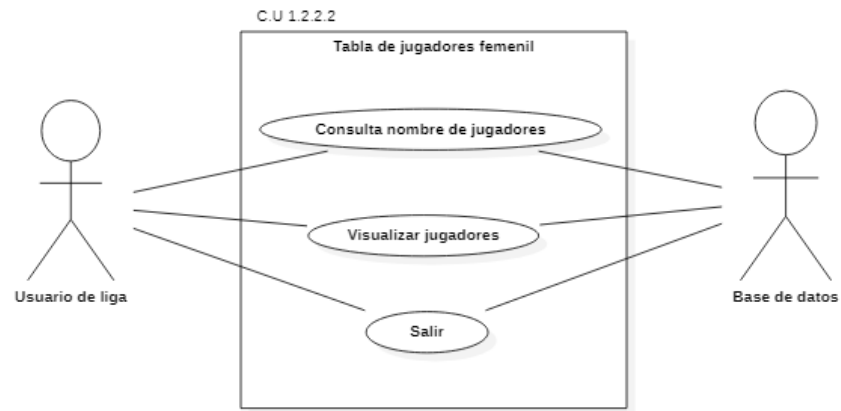 C.U 1.2.2.2
Tabla de jugadores femenil
Consulta nombre de jugadores
Visualizar jugadores
Usuario de liga
Base de datos
Salir